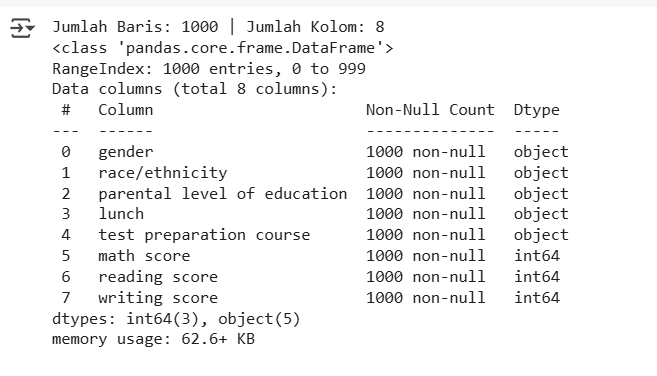 Jumlah Baris: 1000 | Jumlah Kolom: 8
<class 'pandas.core.frame.DataFrame'>
RangeIndex: 1000 entries, 0 to 999
Data columns (total 8 columns):
 #   Column                       Non-Null Count  Dtype
---  ------                       --------------  -----
 0   gender                       1000 non-null   object
 1   race/ethnicity               1000 non-null   object
 2   parental level of education  1000 non-null   object
 3   lunch                        1000 non-null   object
 4   test preparation course      1000 non-null   object
 5   math score                   1000 non-null   int64
 6   reading score                1000 non-null   int64
 7   writing score                1000 non-null   int64
dtypes: int64(3), object(5)
memory usage: 62.6+ KB